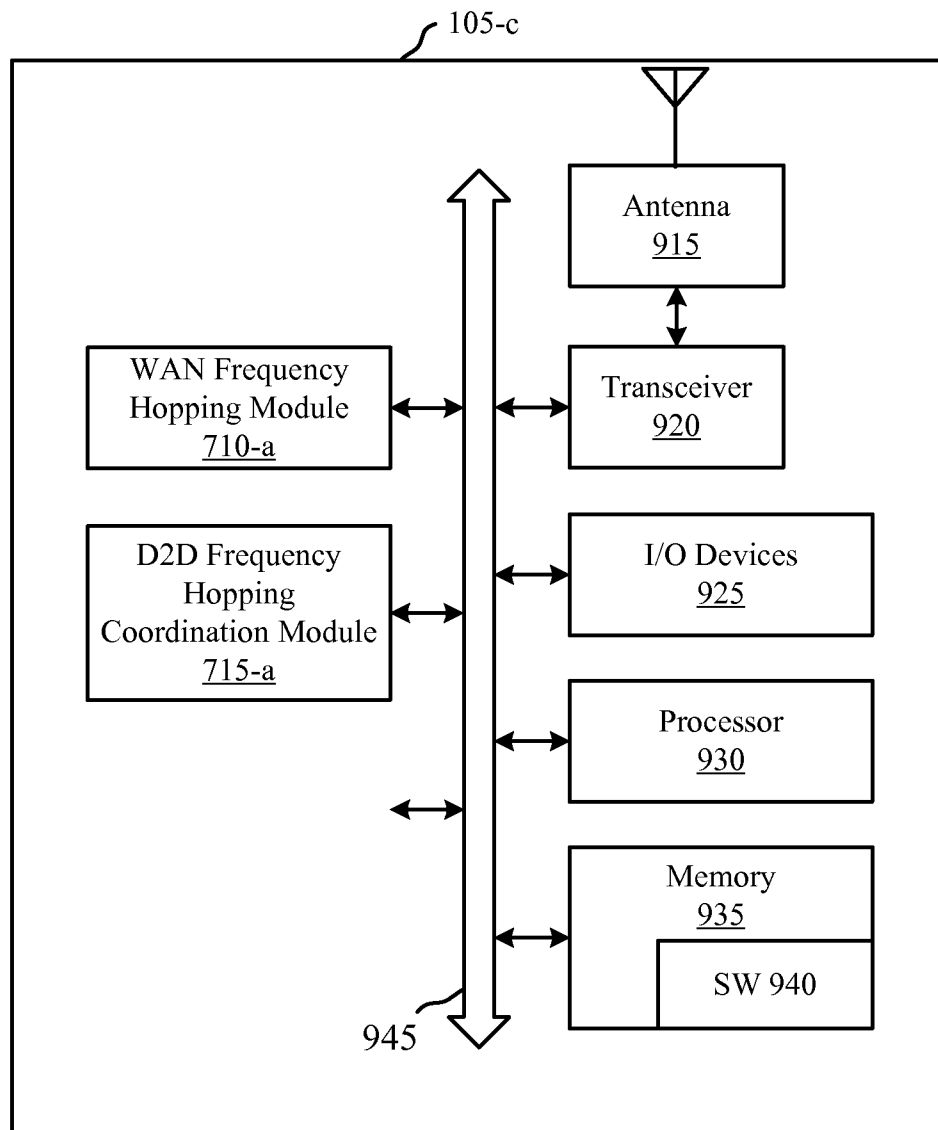 105-c
Antenna
915
WAN Frequency
Hopping Module
710-a
Transceiver
920
D2D Frequency
Hopping
Coordination Module
715-a
I/O Devices
925
Processor
930
Memory
935
SW 940
945